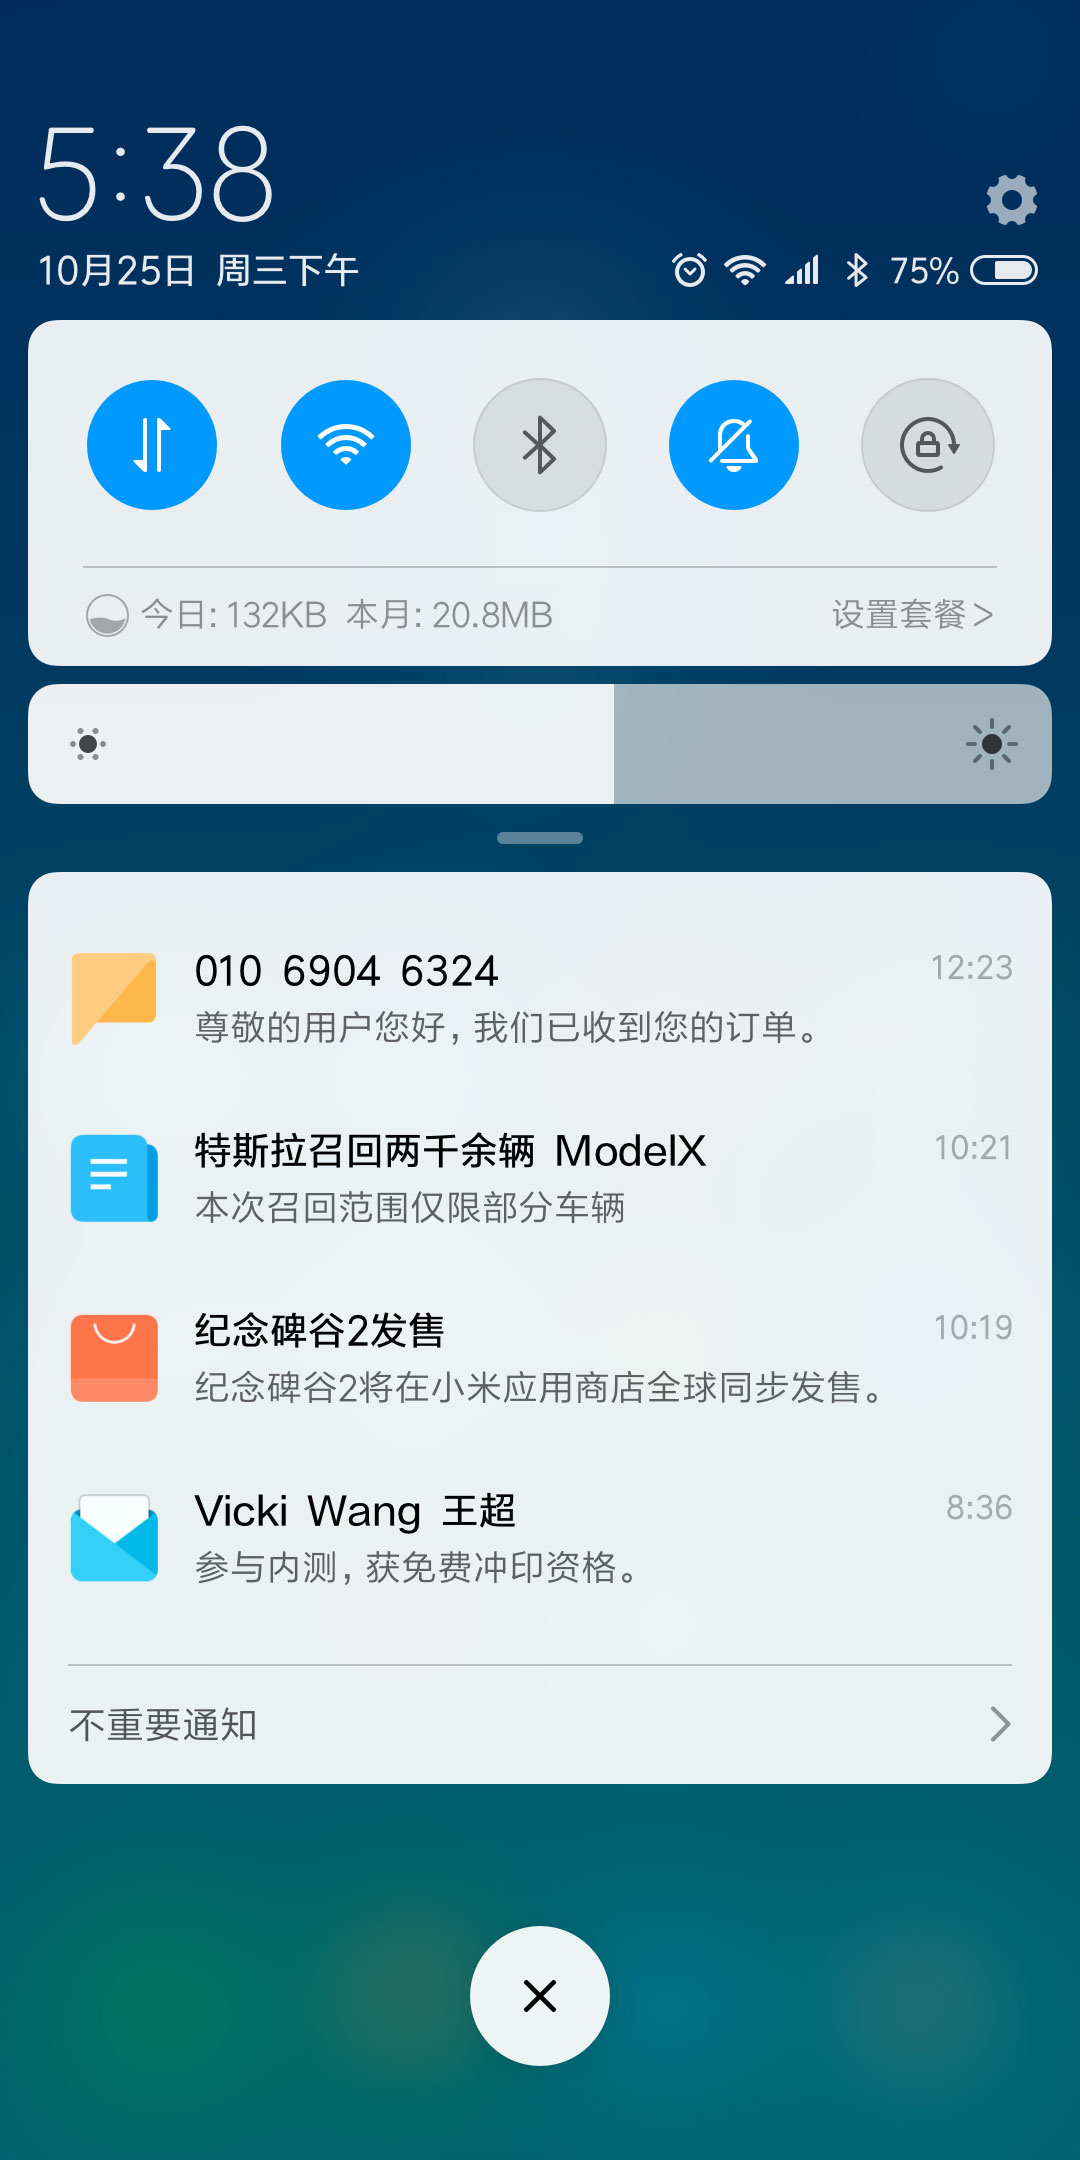 5:38
10月25日 周三下午 75%
今日: 132KB 本月: 20.8MB 设置套餐>
010 6904 6324 12:23
尊敬的用户您好，我们已收到您的订单。
特斯拉召回两千余辆 ModelX 10:21
本次召回范围仅限部分车辆
纪念碑谷2发售 10:19
纪念碑谷2将在小米应用商店全球同步发售。
Vicki Wang 王超 8:36
参与内测，获免费冲印资格。
不重要通知